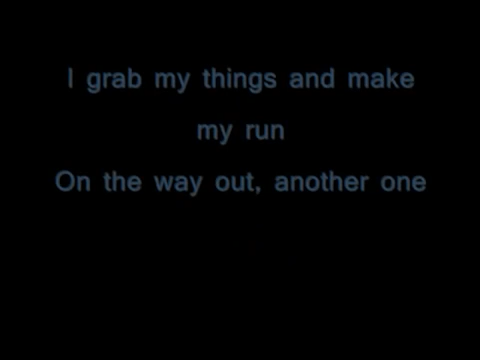 I grab my things and make
my run
On the way out, another one